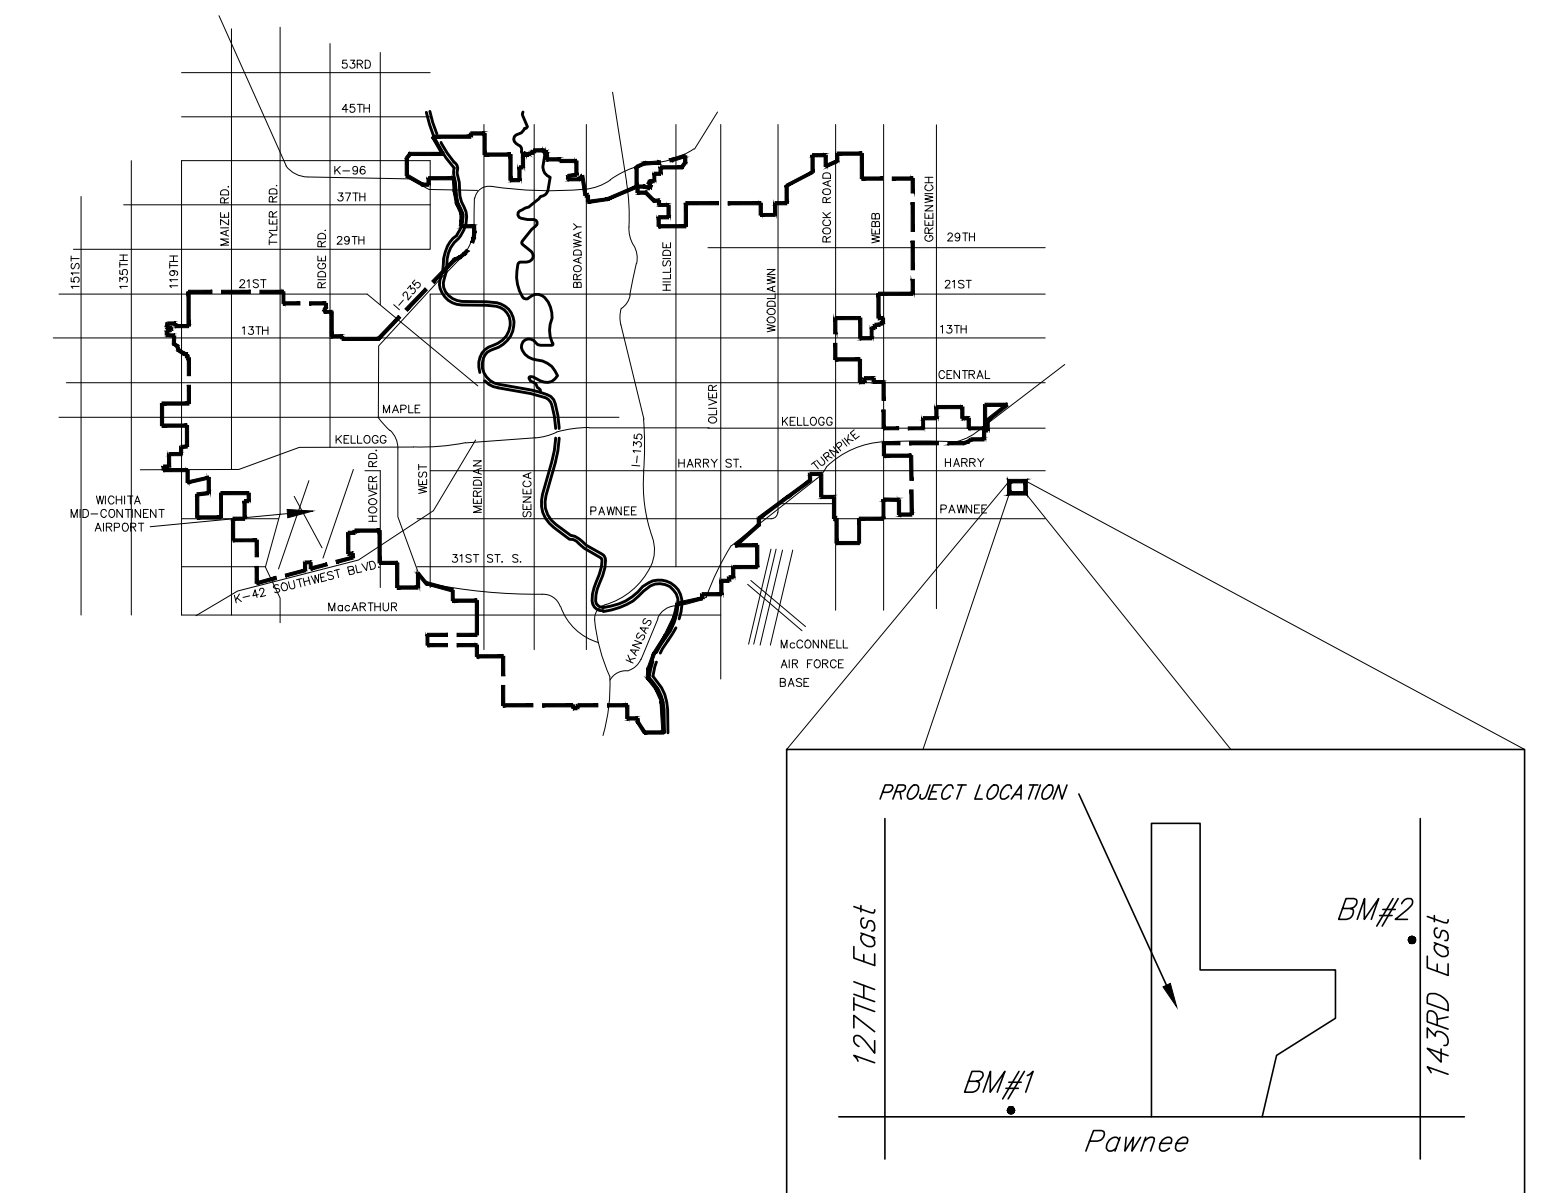 53RD
45TH
K-96
37TH
29TH
21ST
13TH
MAIZE RD.
TYLER RD.
RIDGE RD.
151ST
135TH
119TH
I-235
BROADWAY
HILLSIDE
WOODLAWN
ROCK ROAD
WEBB
GREENWICH
29TH
21ST
13TH
CENTRAL
MAPLE
KELLOGG
OLIVER
KELLOGG
TURNPIKE
I-135
HARRY ST.
HARRY
HOOVER RD.
WEST
MERIDIAN
SENECA
PAWNEE
PAWNEE
WICHITA
MID-CONTINENT
AIRPORT
31ST ST. S.
K-42 SOUTHWEST BLVD.
MacARTHUR
KANSAS
McCONNELL
AIR FORCE
BASE
PROJECT LOCATION
127TH East
BM#2
143RD East
BM#1
Pawnee